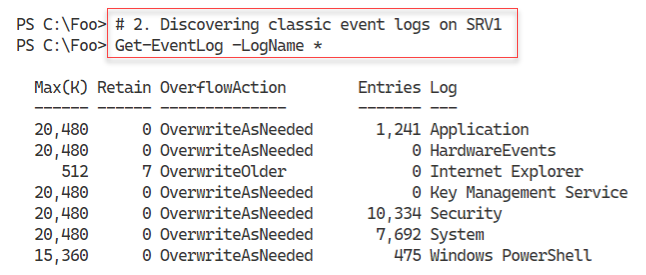 PS C:\Foo> # 2. Discovering classic event logs on SRV1
PS C:\Foo> Get-EventLog -LogName *
Max(K) Retain OverflowAction Entries Log
------ ------ -------------- ------- ---
20,480 0 OverwriteAsNeeded 1,241 Application
20,480 0 OverwriteAsNeeded 0 HardwareEvents
512 7 OverwriteOlder 0 Internet Explorer
20,480 0 OverwriteAsNeeded 0 Key Management Service
20,480 0 OverwriteAsNeeded 10,334 Security
20,480 0 OverwriteAsNeeded 7,692 System
15,360 0 OverwriteAsNeeded 475 Windows PowerShell